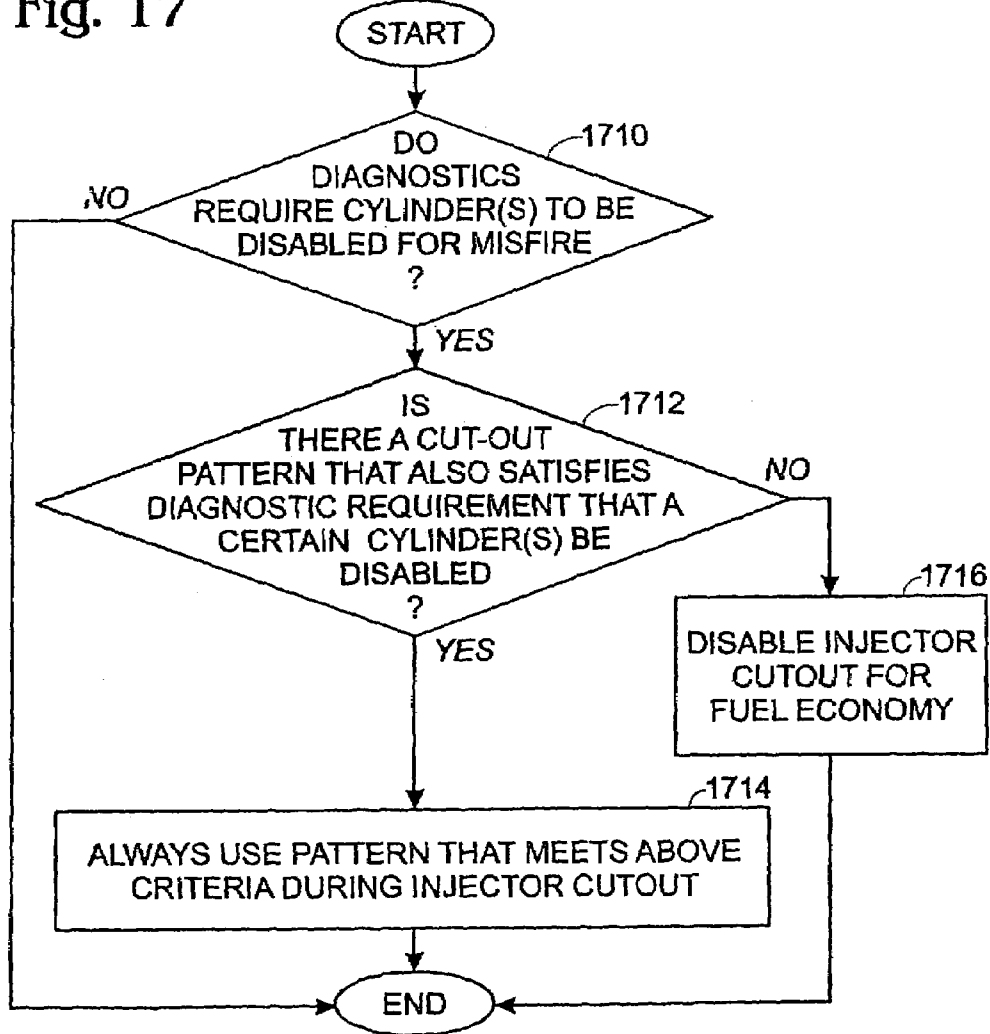 Fig. 17
START
1710
DO
DIAGNOSTICS
REQUIRE CYLINDER(S) TO BE
DISABLED FOR MISFIRE
?
NO
YES
1712
IS
THERE A CUT-OUT
PATTERN THAT ALSO SATISFIES
DIAGNOSTIC REQUIREMENT THAT A
CERTAIN CYLINDER(S) BE
DISABLED
?
NO
YES
1716
DISABLE INJECTOR
CUTOUT FOR
FUEL ECONOMY
1714
ALWAYS USE PATTERN THAT MEETS ABOVE
CRITERIA DURING INJECTOR CUTOUT
END